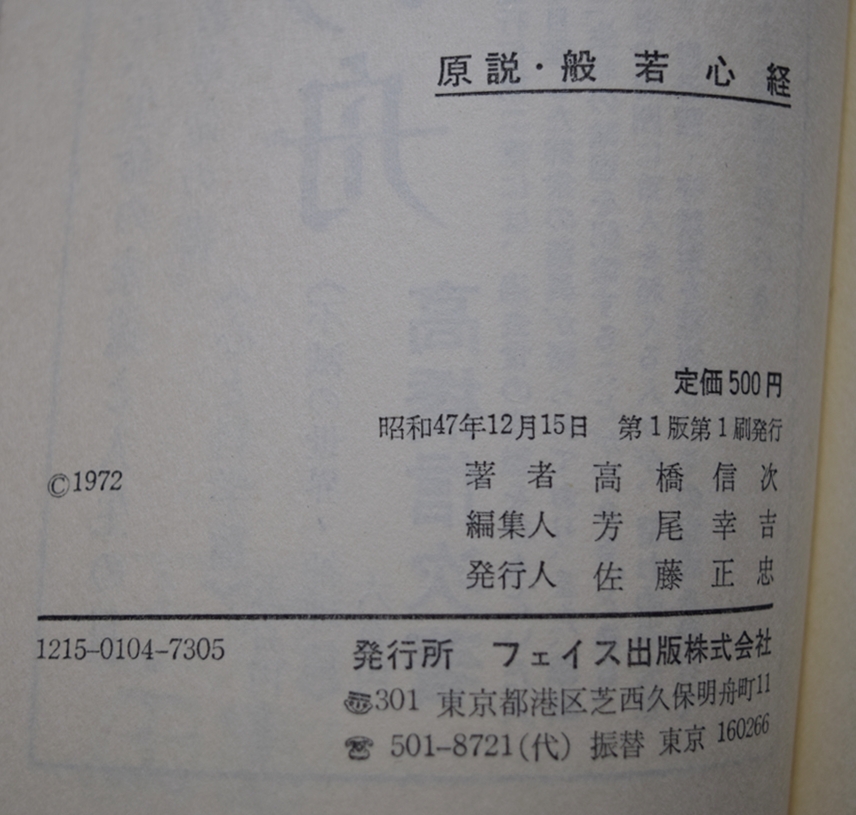 原説・般若心経
定価500円
昭和47年12月15日　第1版第1刷発行
©1972
著者　高橋信次
編集人　芳尾幸吉
発行人　佐藤正忠
1215-0104-7305
発行所　フェイス出版株式会社
301 東京都港区芝西久保明舟町11
☎ 501-8721(代) 振替 東京 160266